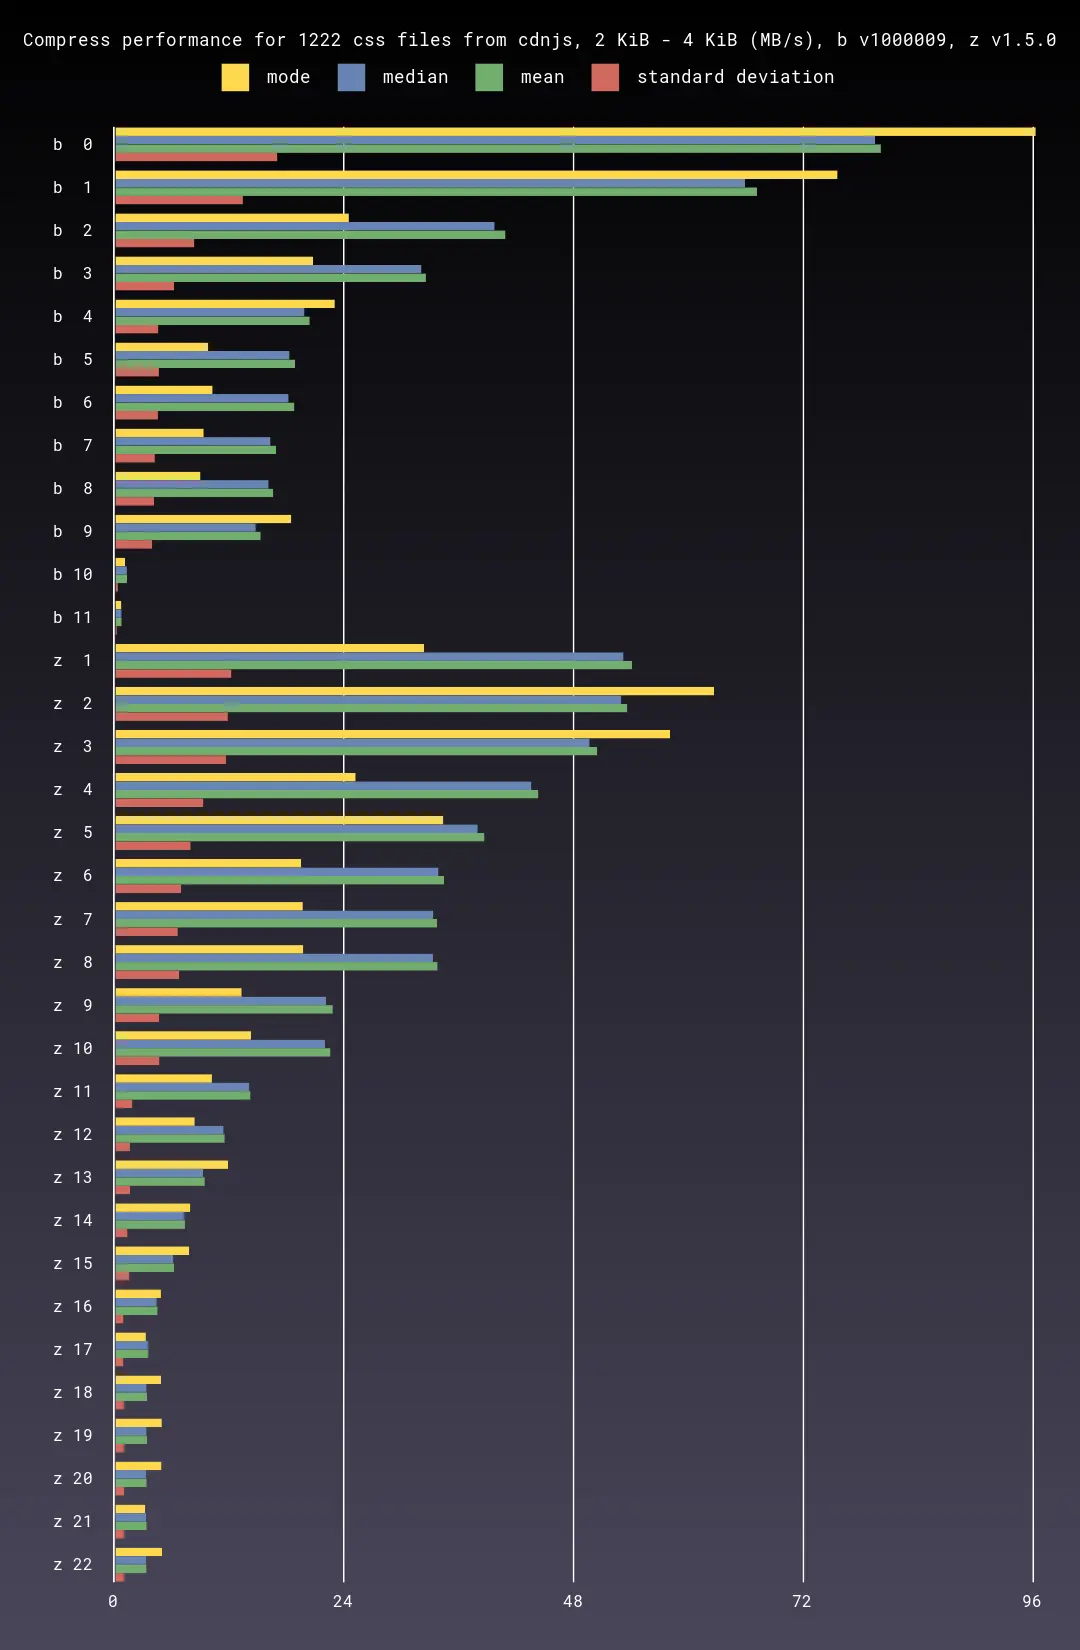 Compress performance for 1222 css files from cdnjs, 2 KiB - 4 KiB (MB/s), b v1000009, z v1.5.0
mode median mean standard deviation
b 0
b 1
b 2
b 3
b 4
b 5
b 6
b 7
b 8
b 9
b 10
b 11
z 1
z 2
z 3
z 4
z 5
z 6
z 7
z 8
z 9
z 10
z 11
z 12
z 13
z 14
z 15
z 16
z 17
z 18
z 19
z 20
z 21
z 22
0 24 48 72 96